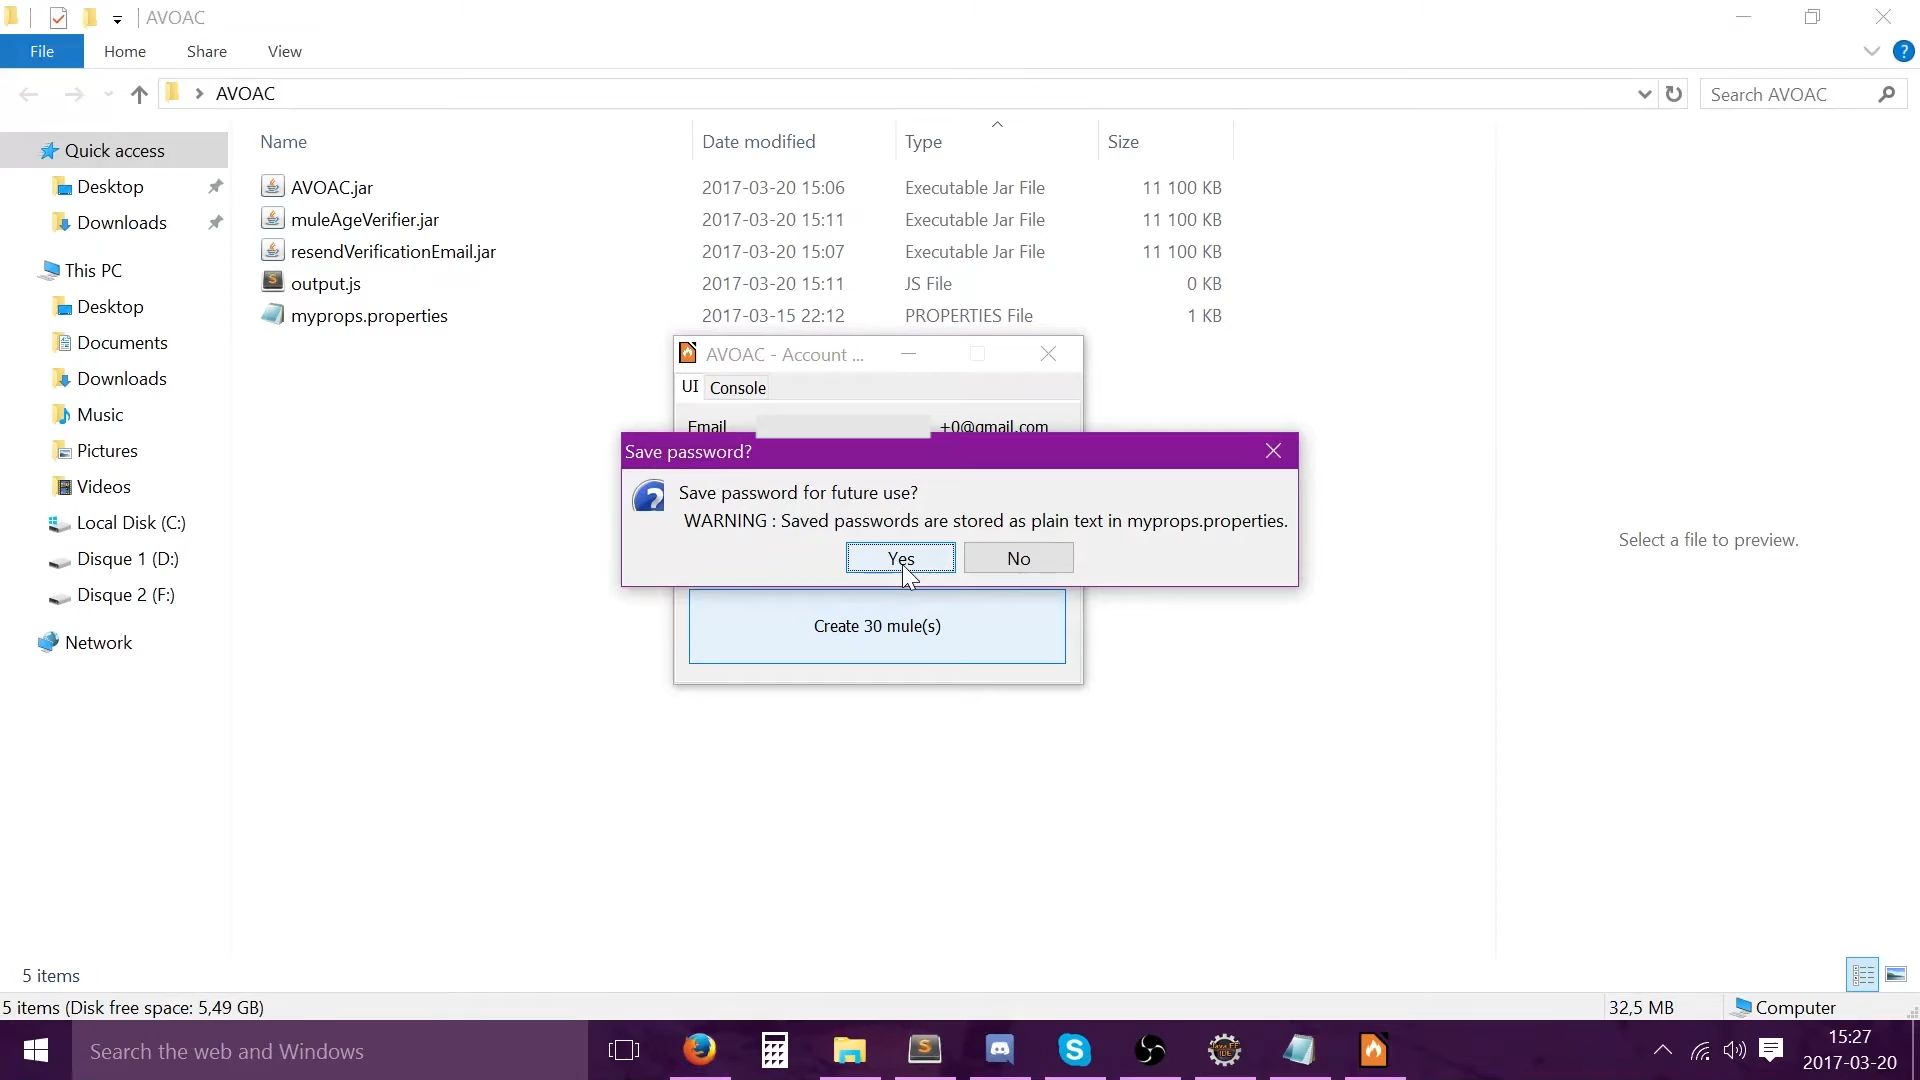 AVOAC
File Home Share View
?
AVOAC
Search AVOAC
Name Date modified Type Size
Quick access
Desktop
Downloads
This PC
Desktop
Documents
Downloads
Music
Pictures
Videos
Local Disk (C:)
Disque 1 (D:)
Disque 2 (F:)
Network
AVOAC.jar 2017-03-20 15:06 Executable Jar File 11 100 KB
muleAgeVerifier.jar 2017-03-20 15:11 Executable Jar File 11 100 KB
resendVerificationEmail.jar 2017-03-20 15:07 Executable Jar File 11 100 KB
output.js 2017-03-20 15:11 JS File 0 KB
myprops.properties 2017-03-15 22:12 PROPERTIES File 1 KB
AVOAC - Account ...
UI Console
Email +0@gmail.com
Save password?
Save password for future use?
WARNING : Saved passwords are stored as plain text in myprops.properties.
Yes No
Create 30 mule(s)
Select a file to preview.
5 items
5 items (Disk free space: 5,49 GB) 32,5 MB Computer
Search the web and Windows
15:27
2017-03-20